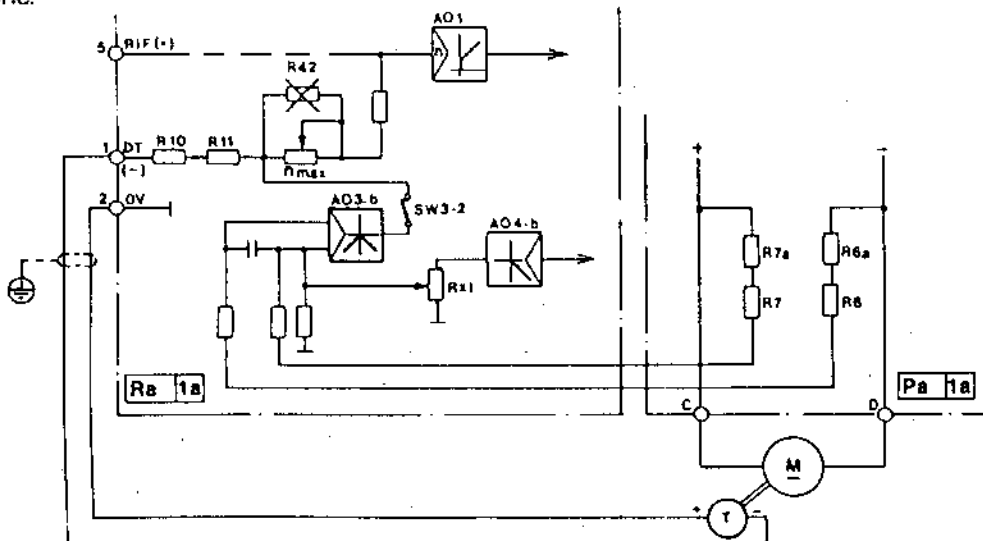 AO1
5 RIF(+)
R42
1 DT R10 R11
(-)
n max
2 0V
AO3-b
SW3-2
AO4-b
Rx1
+ -
R7a R6a
R7 R6
Ra 1a
Pa 1a
C D
M
+ T -